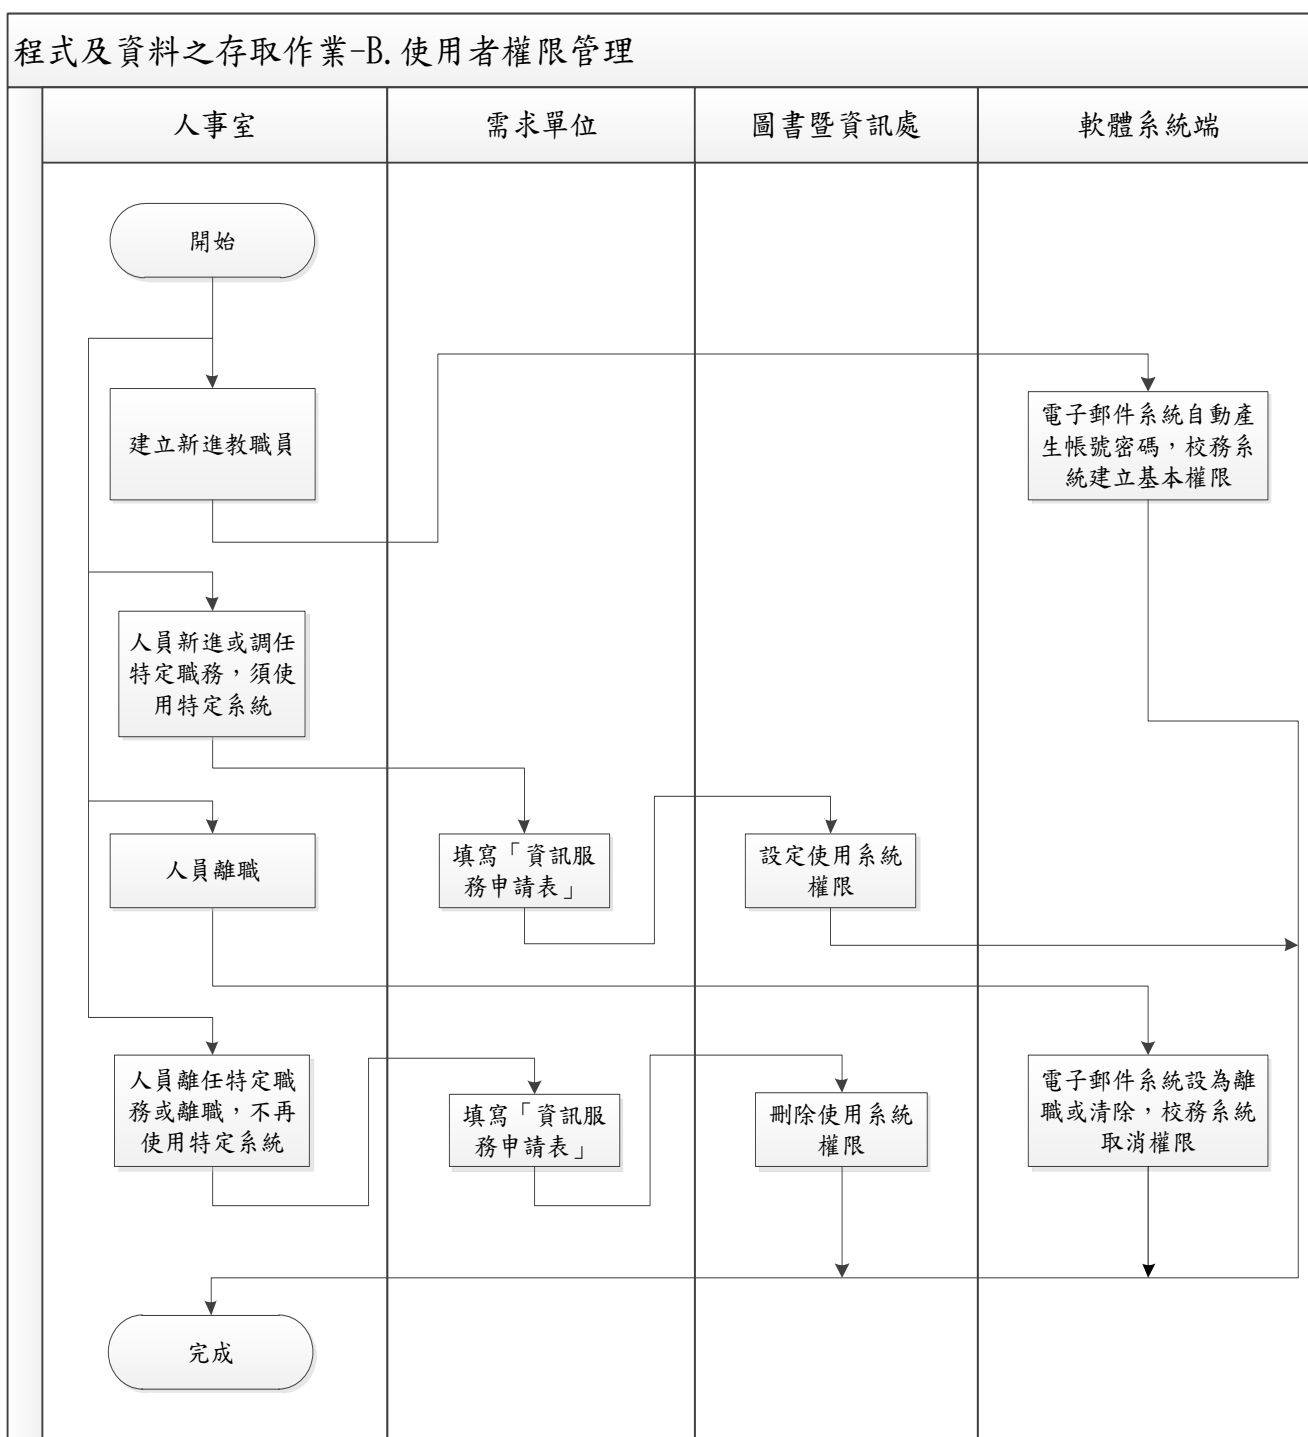 程式及資料之存取作業-B.使用者權限管理
人事室
需求單位
圖書暨資訊處
軟體系統端
開始
建立新進教職員
電子郵件系統自動產
生帳號密碼，校務系
統建立基本權限
人員新進或調任
特定職務，須使
用特定系統
人員離職
填寫「資訊服
務申請表」
設定使用系統
權限
人員離任特定職
務或離職，不再
使用特定系統
填寫「資訊服
務申請表」
刪除使用系統
權限
電子郵件系統設為離
職或清除，校務系統
取消權限
完成